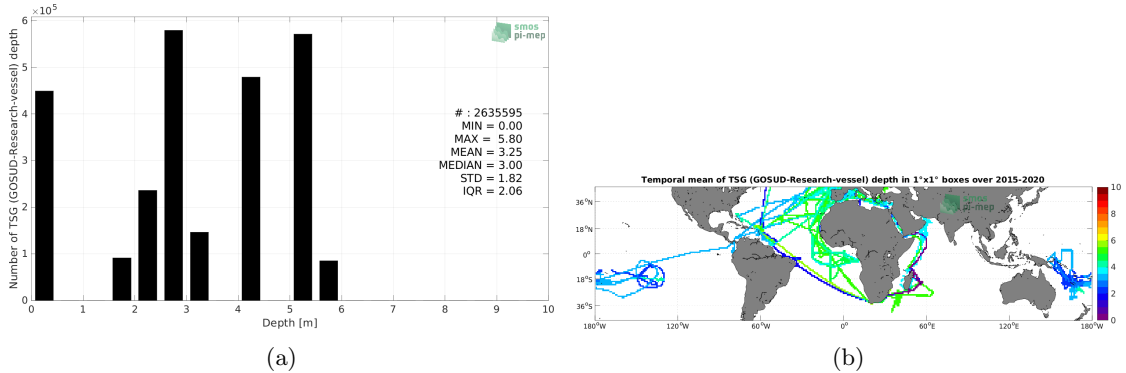 ×10⁵
6
5
4
3
2
1
0
Number of TSG (GOSUD-Research-vessel) depth
smos
pi-mep
# : 2635595
MIN = 0.00
MAX = 5.80
MEAN = 3.25
MEDIAN = 3.00
STD = 1.82
IQR = 2.06
0 1 2 3 4 5 6 7 8 9 10
Depth [m]
(a)
Temporal mean of TSG (GOSUD-Research-vessel) depth in 1°x1° boxes over 2015-2020
smos
pi-mep
36°N
18°N
0°
18°S
36°S
180°W 120°W 60°W 0° 60°E 120°E 180°E
10
8
6
4
2
0
(b)